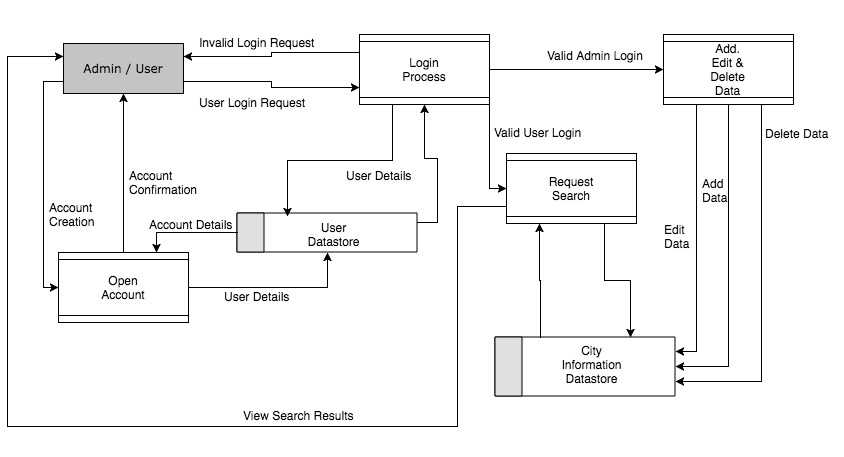 Invalid Login Request
Admin / User
User Login Request
Login
Process
Valid Admin Login
Add.
Edit &
Delete
Data
Delete Data
Valid User Login
Request
Search
Add
Data
Edit
Data
User Details
Account
Confirmation
Account
Creation
Account Details
User
Datastore
Open
Account
User Details
City
Information
Datastore
View Search Results